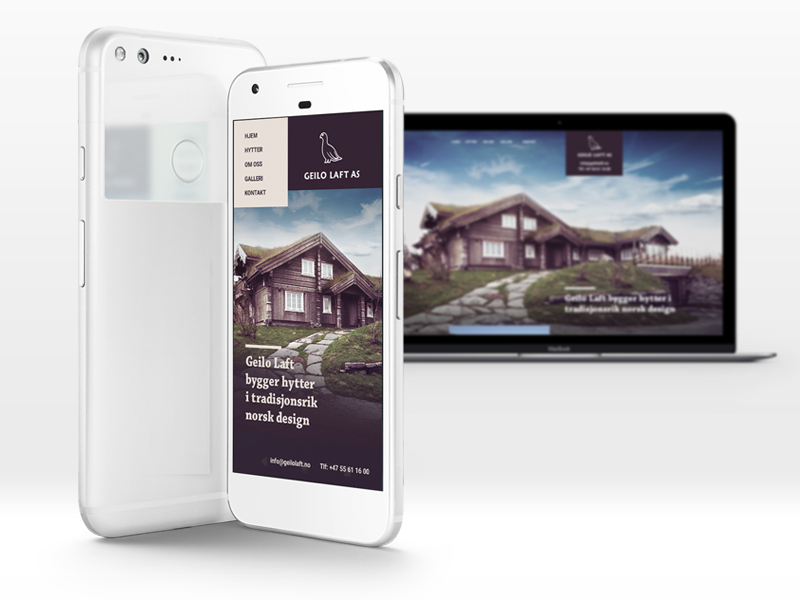 HJEM
HYTTER
OM OSS
GALLERI
KONTAKT
GEILO LAFT AS
Geilo Laft
bygger hytter
i tradisjonsrik
norsk design
info@geilolaft.no Tlf: +47 55 61 16 00
GEILO LAFT AS
Geilo Laft bygger hytter i
tradisjonsrik norsk design
MacBook